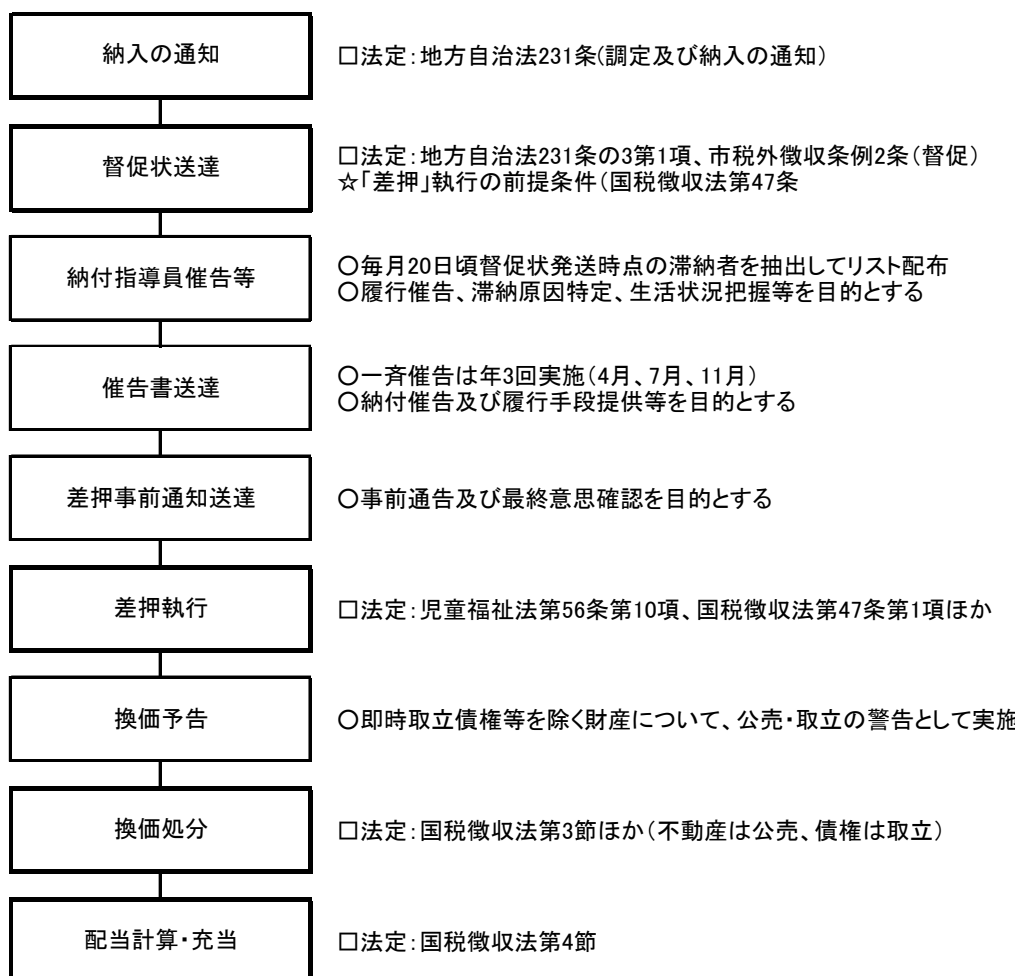 納入の通知
□法定：地方自治法231条(調定及び納入の通知）
督促状送達
□法定：地方自治法231条の3第1項、市税外徴収条例2条（督促）
☆「差押」執行の前提条件（国税徴収法第47条
納付指導員催告等
○毎月20日頃督促状発送時点の滞納者を抽出してリスト配布
○履行催告、滞納原因特定、生活状況把握等を目的とする
催告書送達
○一斉催告は年3回実施（4月、7月、11月）
○納付催告及び履行手段提供等を目的とする
差押事前通知送達
○事前通告及び最終意思確認を目的とする
差押執行
□法定：児童福祉法第56条第10項、国税徴収法第47条第1項ほか
換価予告
○即時取立債権等を除く財産について、公売・取立の警告として実施
換価処分
□法定：国税徴収法第3節ほか（不動産は公売、債権は取立）
配当計算・充当
□法定：国税徴収法第4節